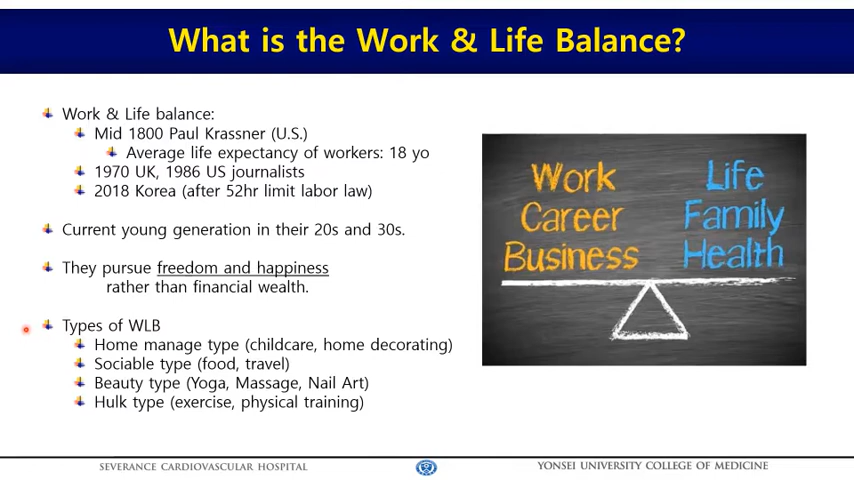 What is the Work & Life Balance?
Work & Life balance:
Mid 1800 Paul Krassner (U.S.)
Average life expectancy of workers: 18 yo
1970 UK, 1986 US journalists
2018 Korea (after 52hr limit labor law)
Current young generation in their 20s and 30s.
They pursue freedom and happiness
rather than financial wealth.
Types of WLB
Home manage type (childcare, home decorating)
Sociable type (food, travel)
Beauty type (Yoga, Massage, Nail Art)
Hulk type (exercise, physical training)
Work
Career
Business
Life
Family
Health
SEVERANCE CARDIOVASCULAR HOSPITAL
YONSEI UNIVERSITY COLLEGE OF MEDICINE